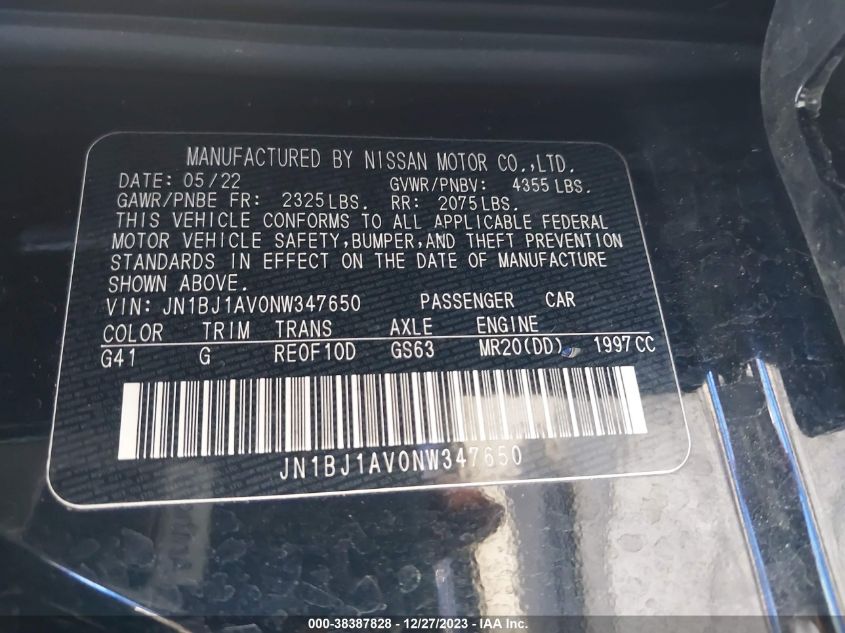 MANUFACTURED BY NISSAN MOTOR CO.,LTD.
DATE: 05/22 GVWR/PNBV: 4355 LBS.
GAWR/PNBE FR: 2325 LBS. RR: 2075 LBS.
THIS VEHICLE CONFORMS TO ALL APPLICABLE FEDERAL
MOTOR VEHICLE SAFETY, BUMPER, AND THEFT PREVENTION
STANDARDS IN EFFECT ON THE DATE OF MANUFACTURE
SHOWN ABOVE.
VIN: JN1BJ1AV0NW347650 PASSENGER CAR
COLOR TRIM TRANS AXLE ENGINE
G41 G RE0F10D GS63 MR20(DD) 1997 CC
JN1BJ1AV0NW347650
000-38387828 - 12/27/2023 - IAA Inc.